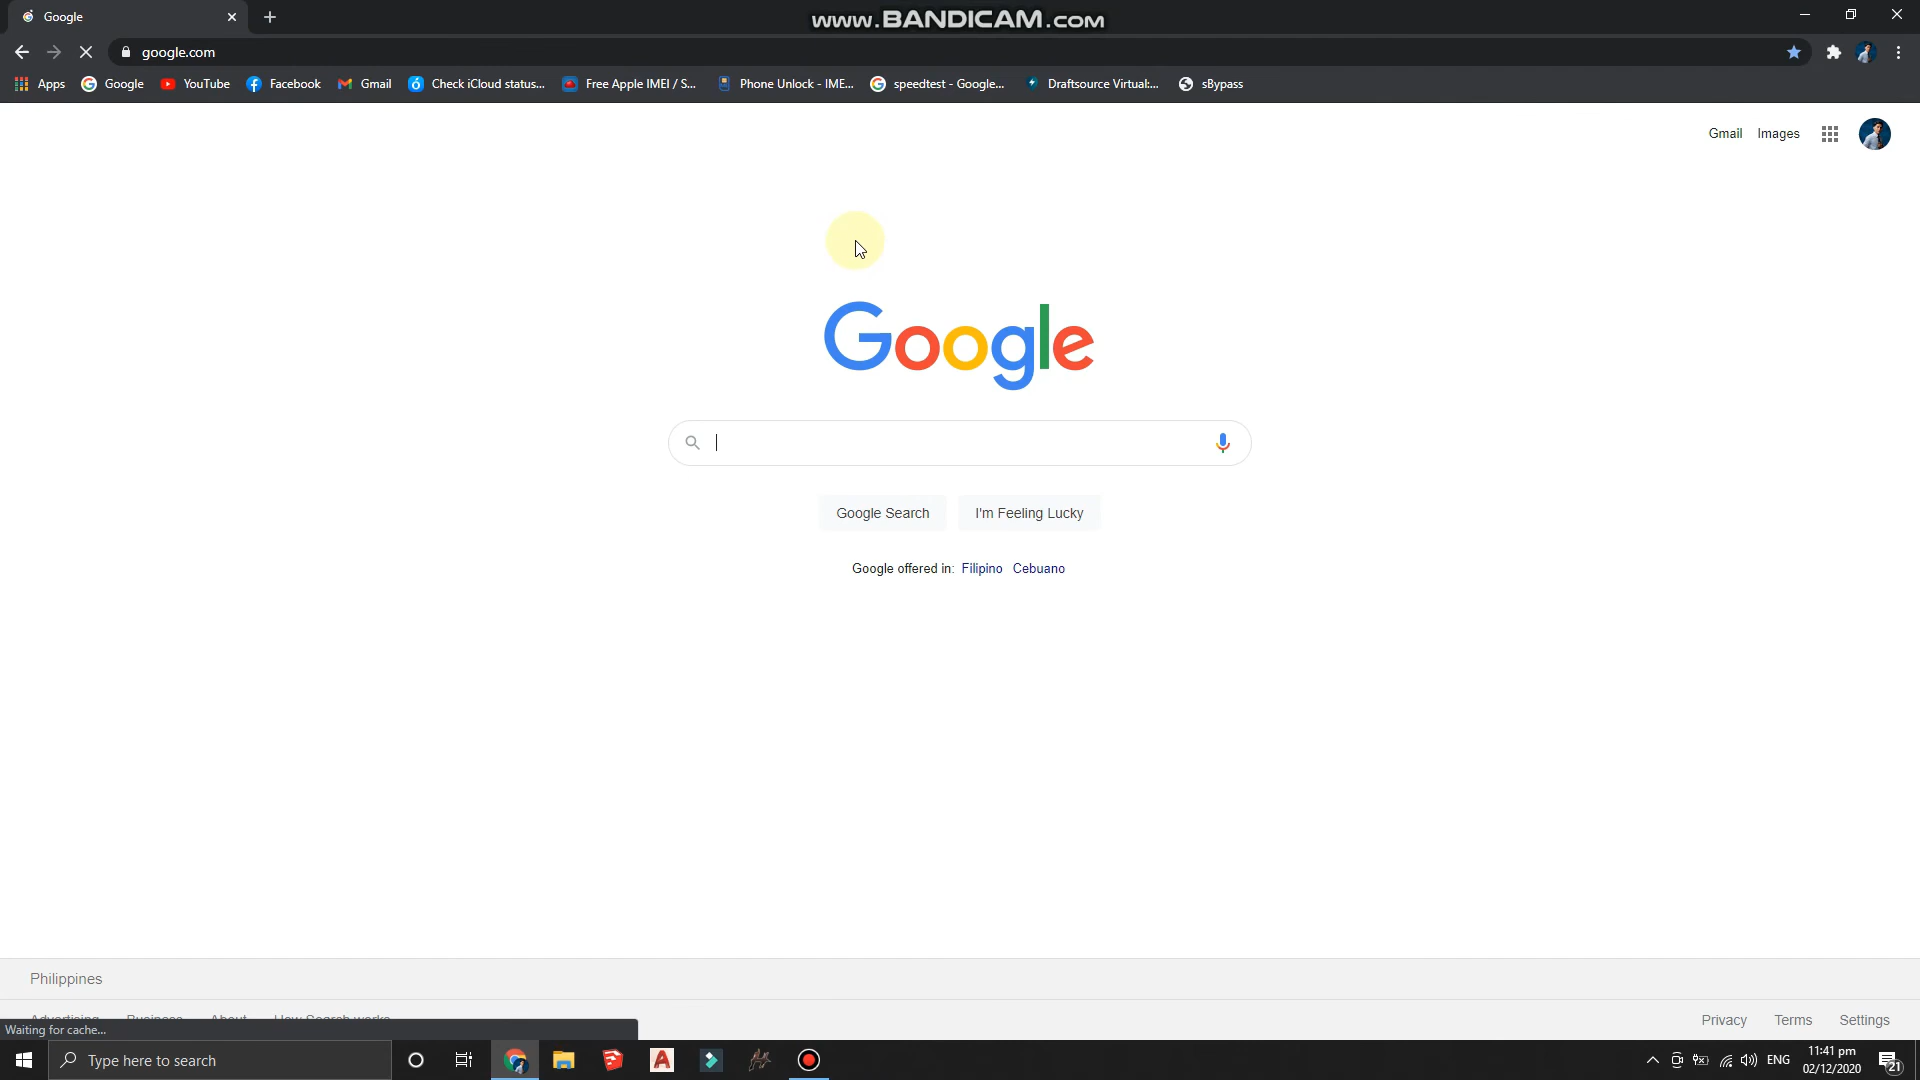 Google
www.BANDICAM.com
google.com
Apps
Google
YouTube
Facebook
Gmail
Check iCloud status...
Free Apple IMEI / S...
Phone Unlock - IME...
speedtest - Google...
Draftsource Virtual:...
sBypass
Gmail
Images
Google
Google Search
I'm Feeling Lucky
Google offered in: Filipino Cebuano
Philippines
Advertising
Business
About
How Search works
Privacy
Terms
Settings
Waiting for cache...
Type here to search
ENG
11:41 pm
02/12/2020
21